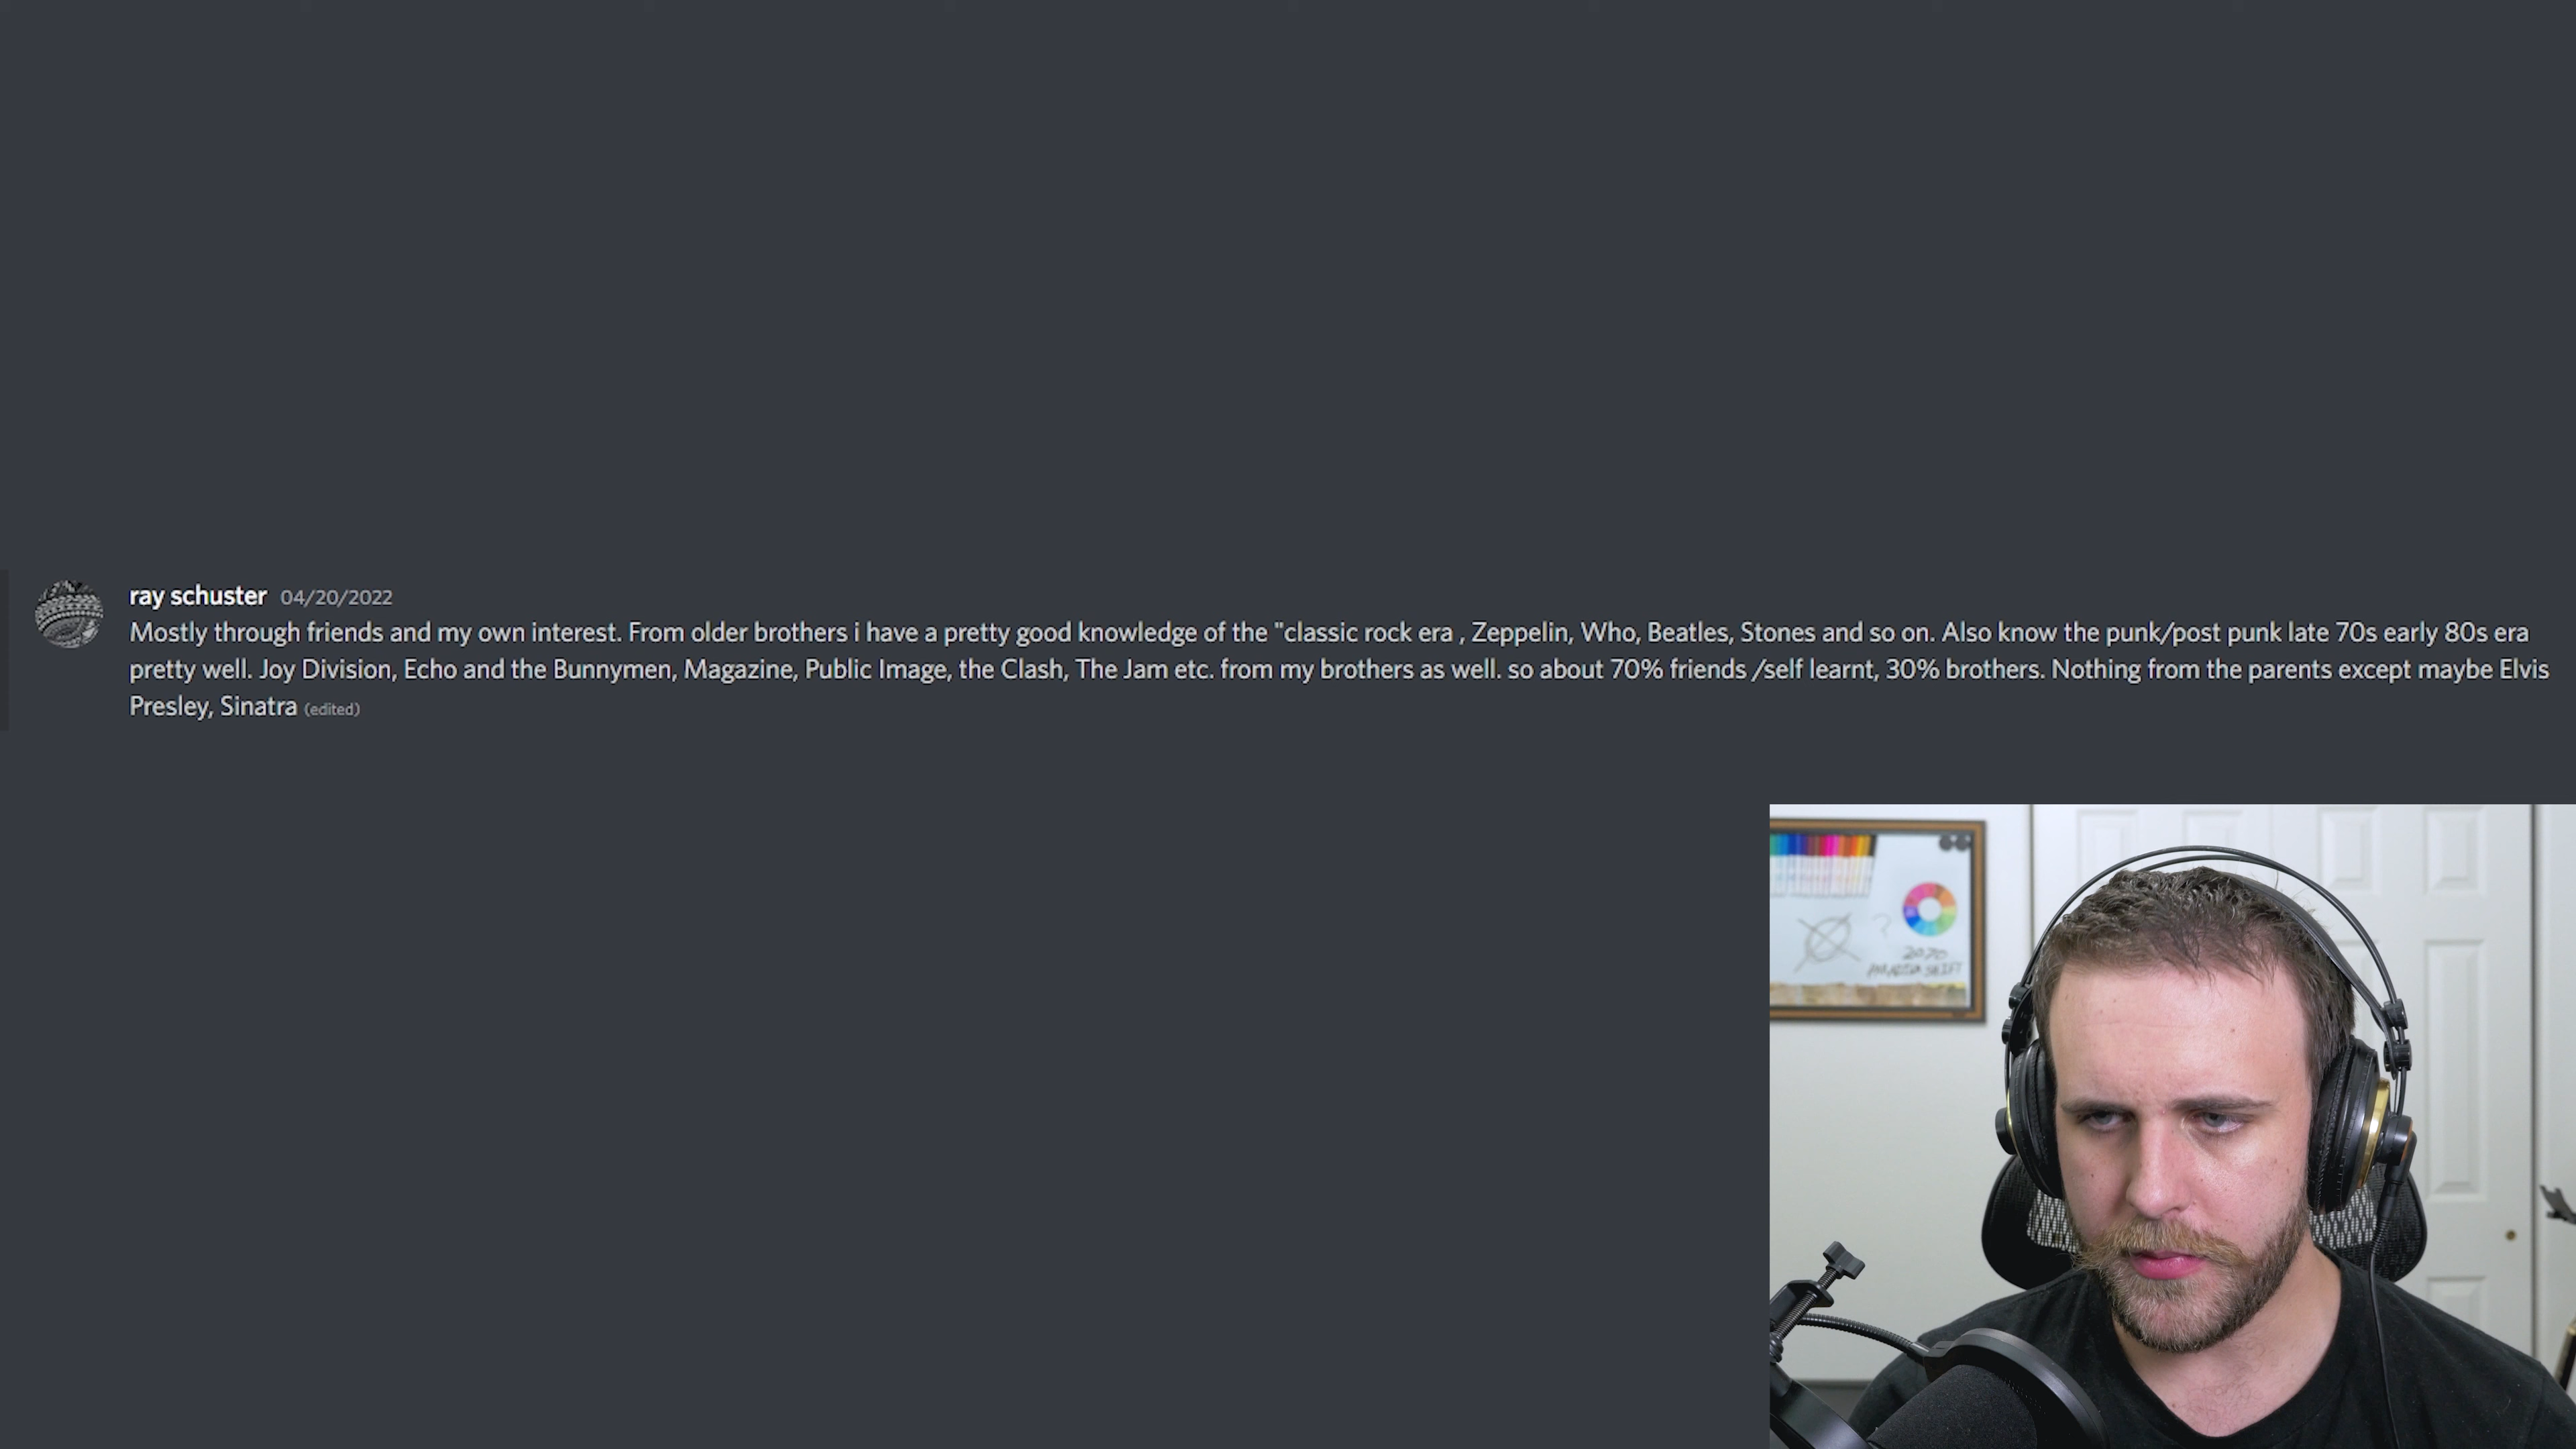 ray schuster 04/20/2022
Mostly through friends and my own interest. From older brothers i have a pretty good knowledge of the "classic rock era , Zeppelin, Who, Beatles, Stones and so on. Also know the punk/post punk late 70s early 80s era
pretty well. Joy Division, Echo and the Bunnymen, Magazine, Public Image, the Clash, The Jam etc. from my brothers as well. so about 70% friends /self learnt, 30% brothers. Nothing from the parents except maybe Elvis
Presley, Sinatra (edited)
?
2070